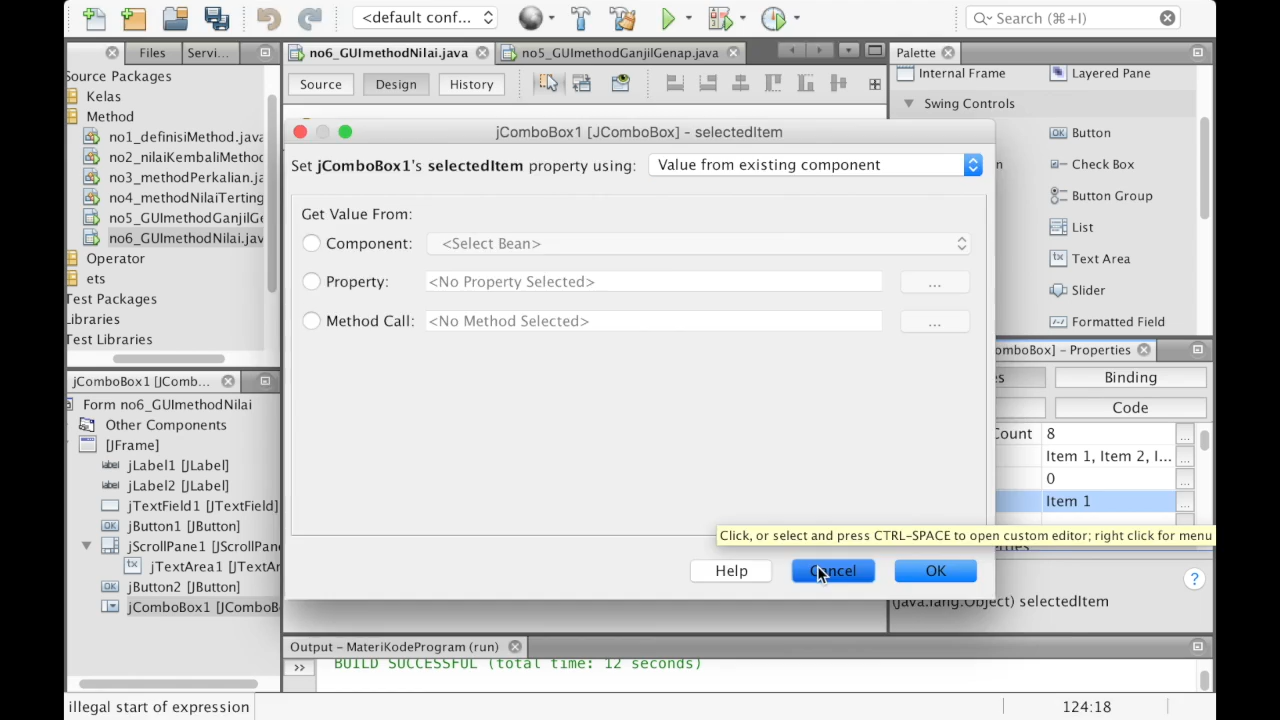 <default conf...
Search (⌘+I)
Files
Servi...
no6_GUImethodNilai.java
no5_GUImethodGanjilGenap.java
Palette
Source
Design
History
Source Packages
Kelas
Method
no1_definisiMethod.java
no2_nilaiKembaliMethod
no3_methodPerkalian.ja
no4_methodNilaiTerting
no5_GUImethodGanjilGe
no6_GUImethodNilai.jav
Operator
ets
Test Packages
Libraries
Test Libraries
Internal Frame
Layered Pane
Swing Controls
Button
Check Box
Button Group
List
Text Area
Slider
Formatted Field
jComboBox1 [JComboBox] - selectedItem
Set jComboBox1's selectedItem property using:
Value from existing component
Get Value From:
Component:
<Select Bean>
Property:
<No Property Selected>
...
Method Call:
<No Method Selected>
...
Click, or select and press CTRL-SPACE to open custom editor; right click for menu
Help
Cancel
OK
omboBox] - Properties
es
Binding
Code
Count
8
...
Item 1, Item 2, I...
...
0
...
Item 1
...
(java.lang.Object) selectedItem
jComboBox1 [JComb...
Form no6_GUImethodNilai
Other Components
[JFrame]
jLabel1 [JLabel]
jLabel2 [JLabel]
jTextField1 [JTextField]
jButton1 [JButton]
jScrollPane1 [JScrollPan
jTextArea1 [JTextAr
jButton2 [JButton]
jComboBox1 [JComboB
Output - MateriKodeProgram (run)
>>
BUILD SUCCESSFUL (total time: 12 seconds)
illegal start of expression
124:18